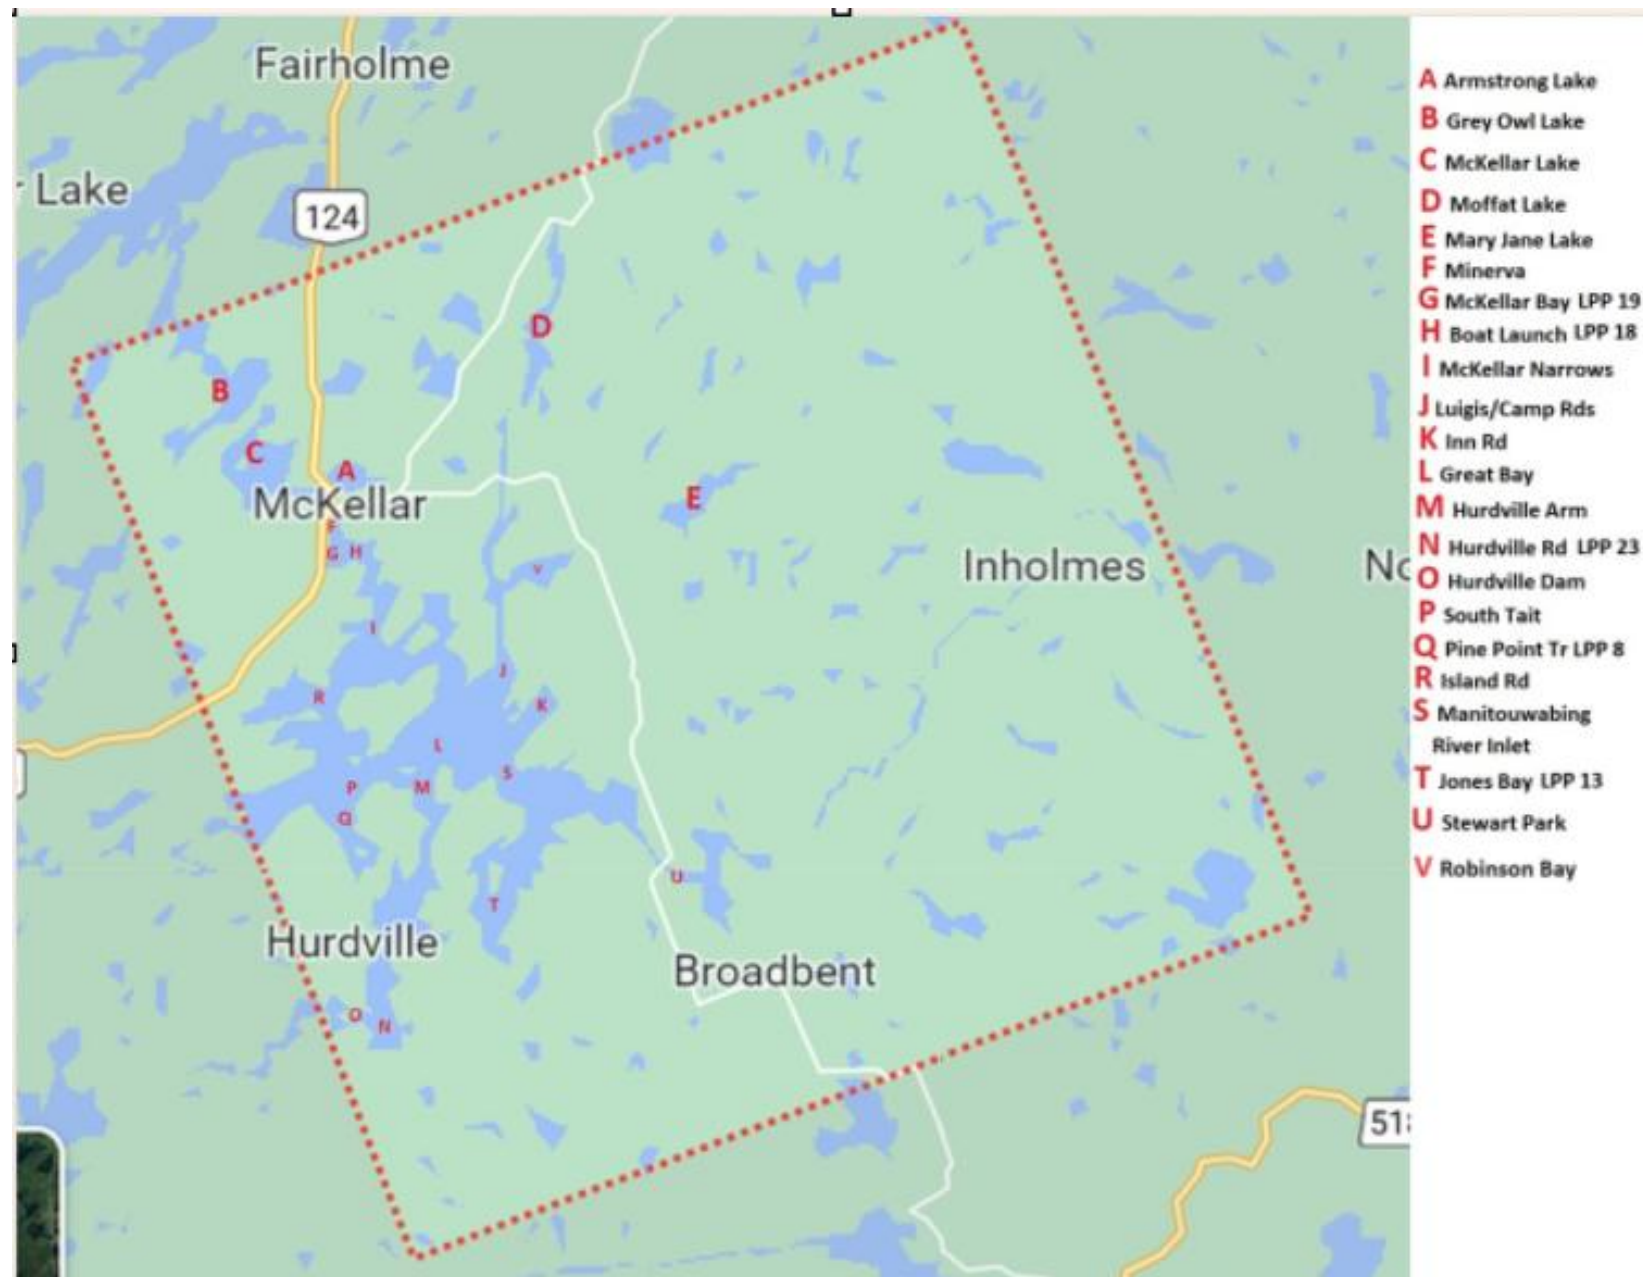 Fairholme
r Lake
124
D
B
C
A
McKellar
E
F
G H
Inholmes
No
V
I
J
R
K
L
S
P
M
Q
U
T
Hurdville
Broadbent
O
N
51
A Armstrong Lake
B Grey Owl Lake
C McKellar Lake
D Moffat Lake
E Mary Jane Lake
F Minerva
G McKellar Bay LPP 19
H Boat Launch LPP 18
I McKellar Narrows
J Luigis/Camp Rds
K Inn Rd
L Great Bay
M Hurdville Arm
N Hurdville Rd LPP 23
O Hurdville Dam
P South Tait
Q Pine Point Tr LPP 8
R Island Rd
S Manitouwabing
River Inlet
T Jones Bay LPP 13
U Stewart Park
V Robinson Bay